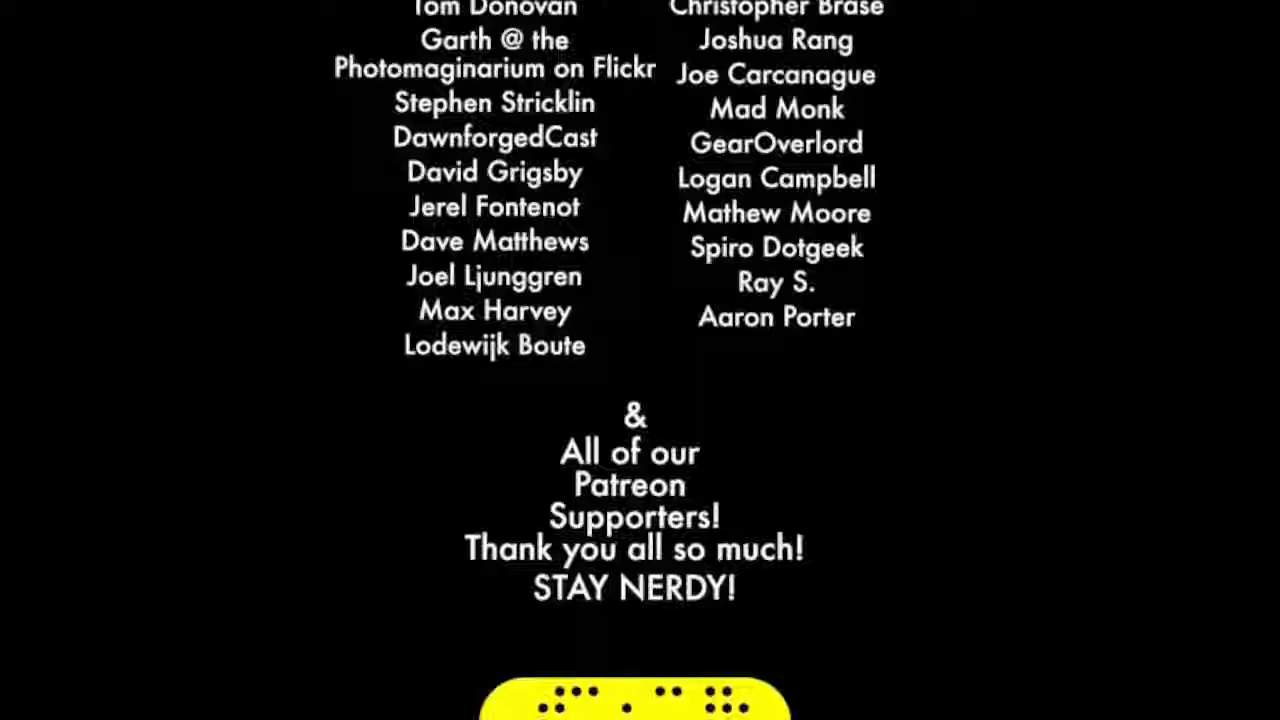 Tom Donovan
Garth @ the
Photomaginarium on Flickr
Stephen Stricklin
DawnforgedCast
David Grigsby
Jerel Fontenot
Dave Matthews
Joel Ljunggren
Max Harvey
Lodewijk Boute
Christopher Brase
Joshua Rang
Joe Carcanague
Mad Monk
GearOverlord
Logan Campbell
Mathew Moore
Spiro Dotgeek
Ray S.
Aaron Porter
&
All of our
Patreon
Supporters!
Thank you all so much!
STAY NERDY!